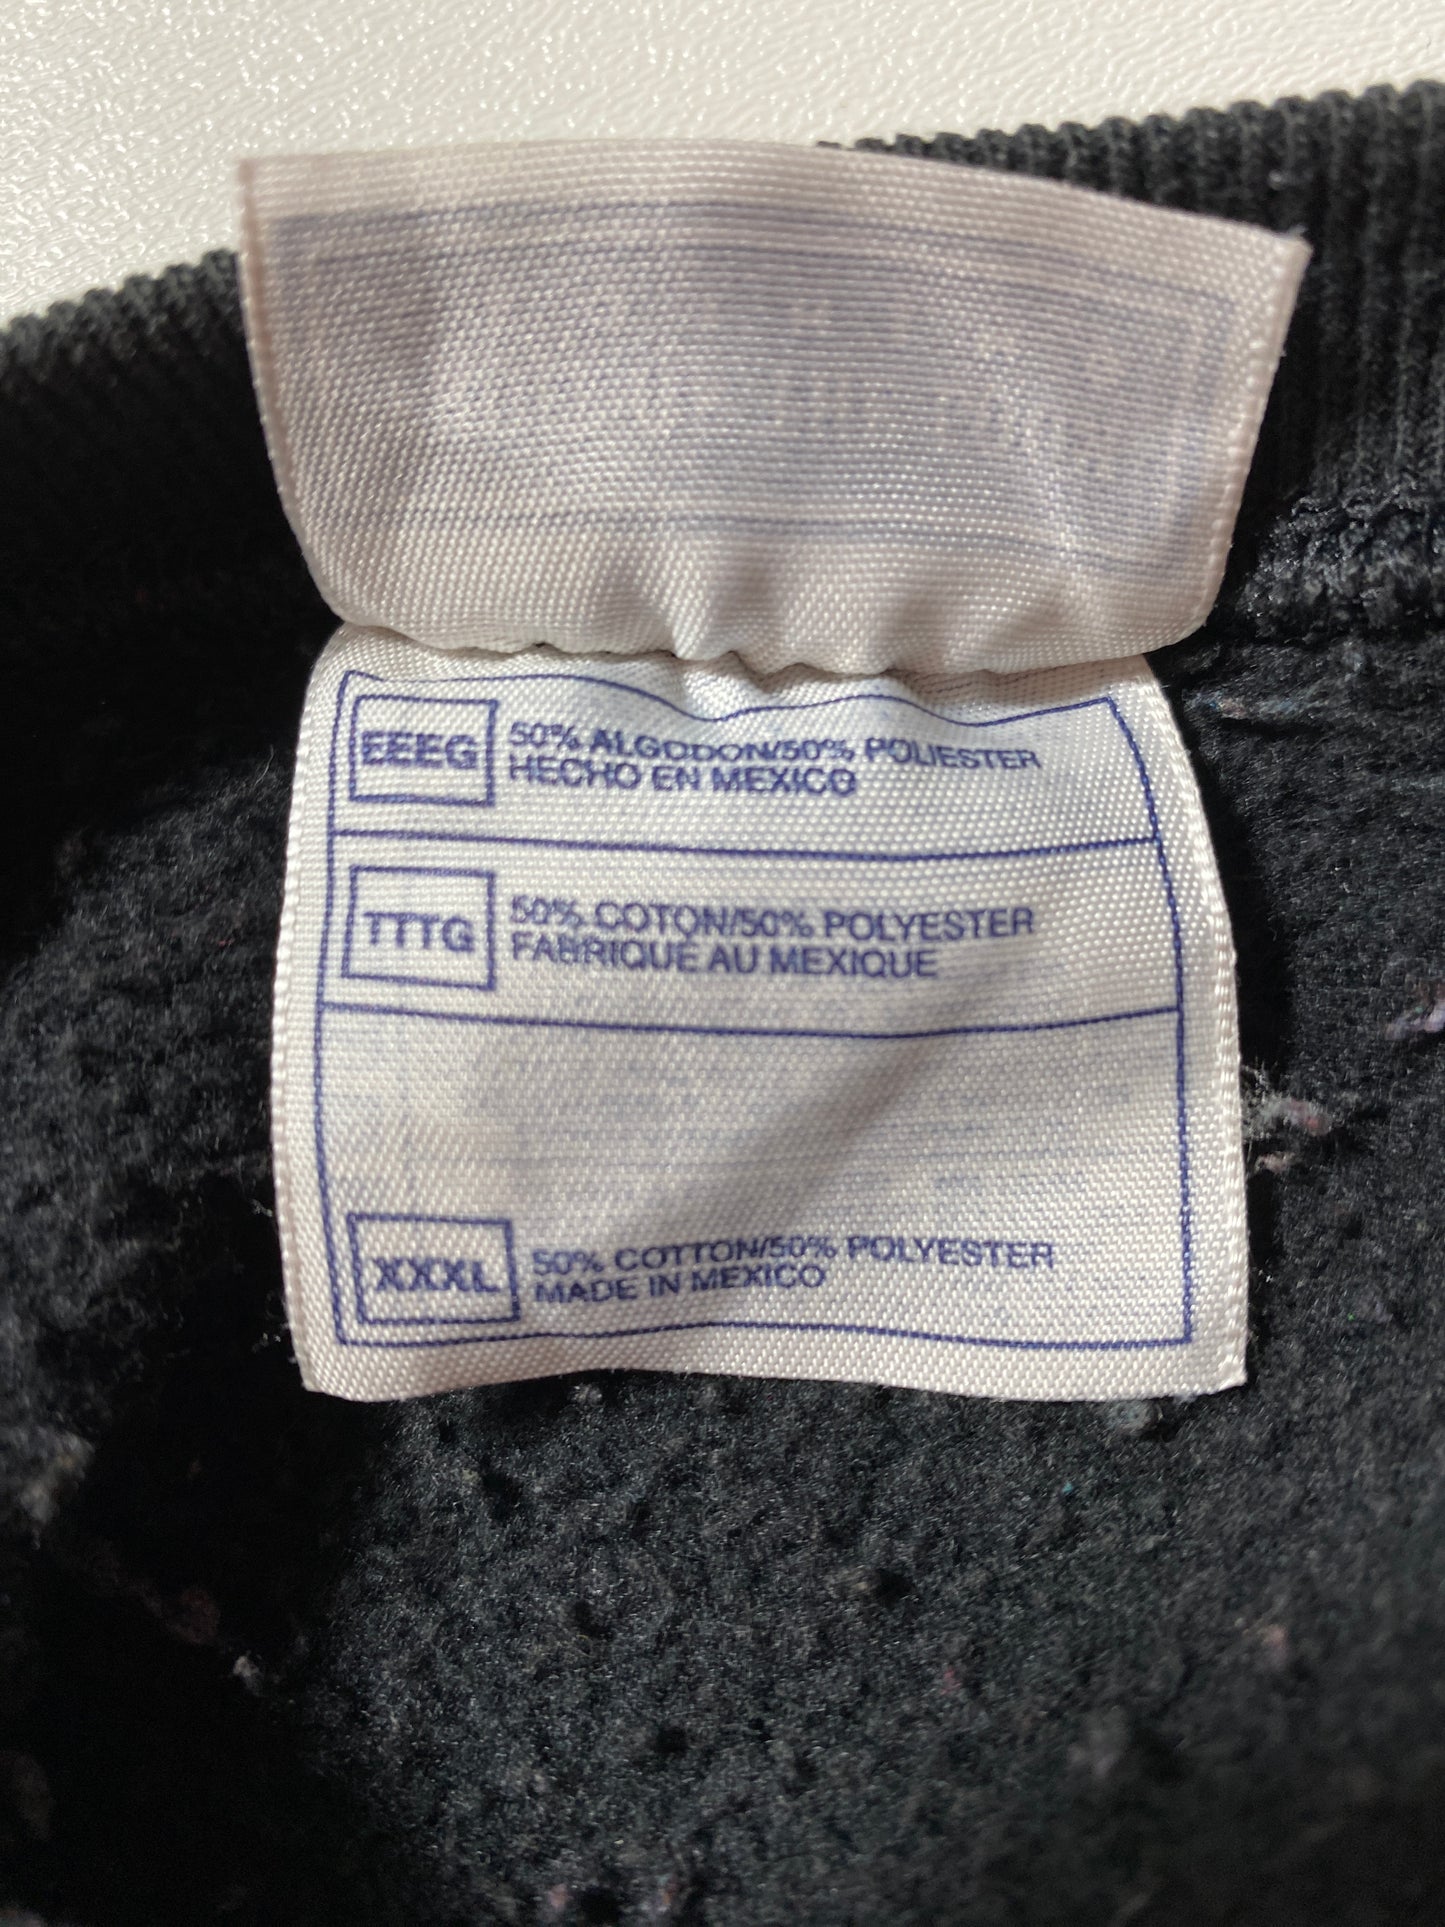 EEEG 50% ALGODON/50% POLIESTER
HECHO EN MEXICO
TTTG 50% COTON/50% POLYESTER
FABRIQUÉ AU MEXIQUE
XXXL 50% COTTON/50% POLYESTER
MADE IN MEXICO